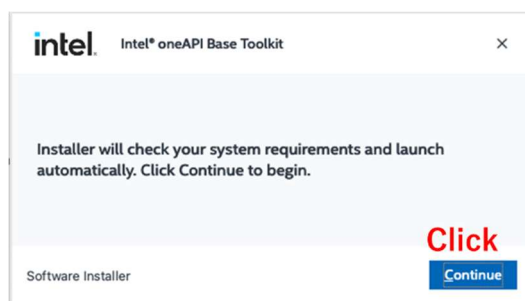 intel. Intel® oneAPI Base Toolkit
Installer will check your system requirements and launch
automatically. Click Continue to begin.
Click
Software Installer
Continue